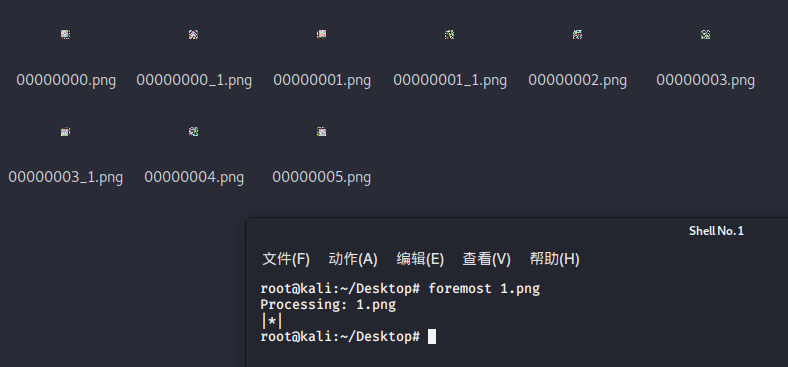 00000000.png 00000000_1.png 00000001.png 00000001_1.png 00000002.png 00000003.png
00000003_1.png 00000004.png 00000005.png
Shell No. 1
文件(F) 动作(A) 编辑(E) 查看(V) 帮助(H)
root@kali:~/Desktop# foremost 1.png
Processing: 1.png
|*|
root@kali:~/Desktop#